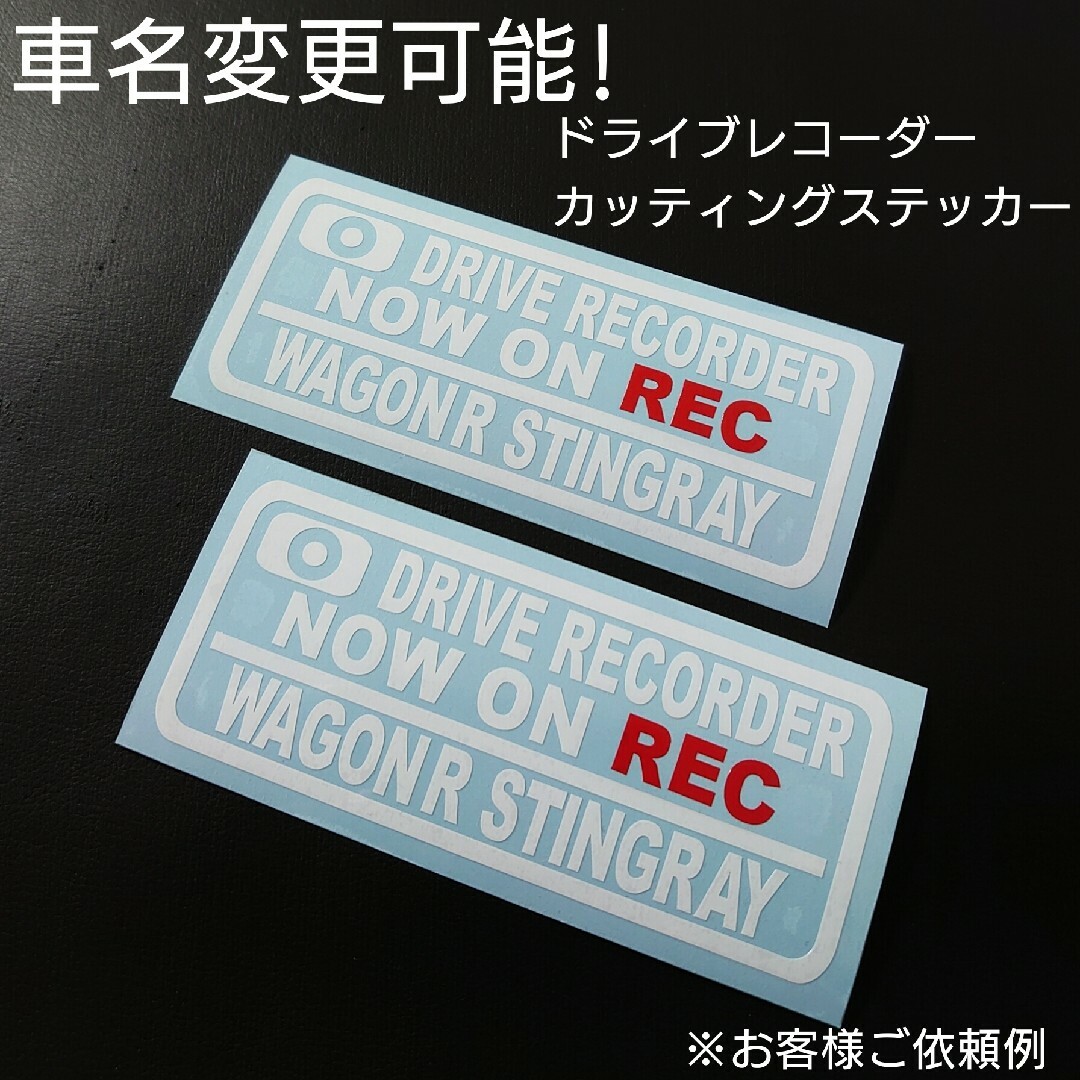 車名変更可能!
ドライブレコーダー
カッティングステッカー
DRIVE RECORDER
NOW ON REC
WAGONR STINGRAY
DRIVE RECORDER
NOW ON REC
WAGONR STINGRAY
※お客様ご依頼例